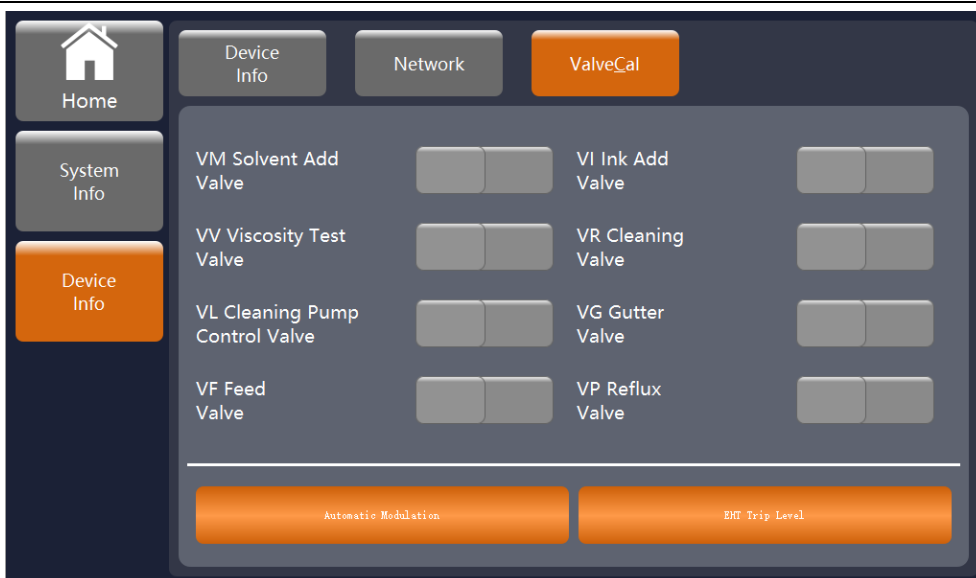 Home
System
Info
Device
Info
Device
Info
Network
ValveCal
VM Solvent Add
Valve
VI Ink Add
Valve
VV Viscosity Test
Valve
VR Cleaning
Valve
VL Cleaning Pump
Control Valve
VG Gutter
Valve
VF Feed
Valve
VP Reflux
Valve
Automatic Modulation
EHT Trip Level